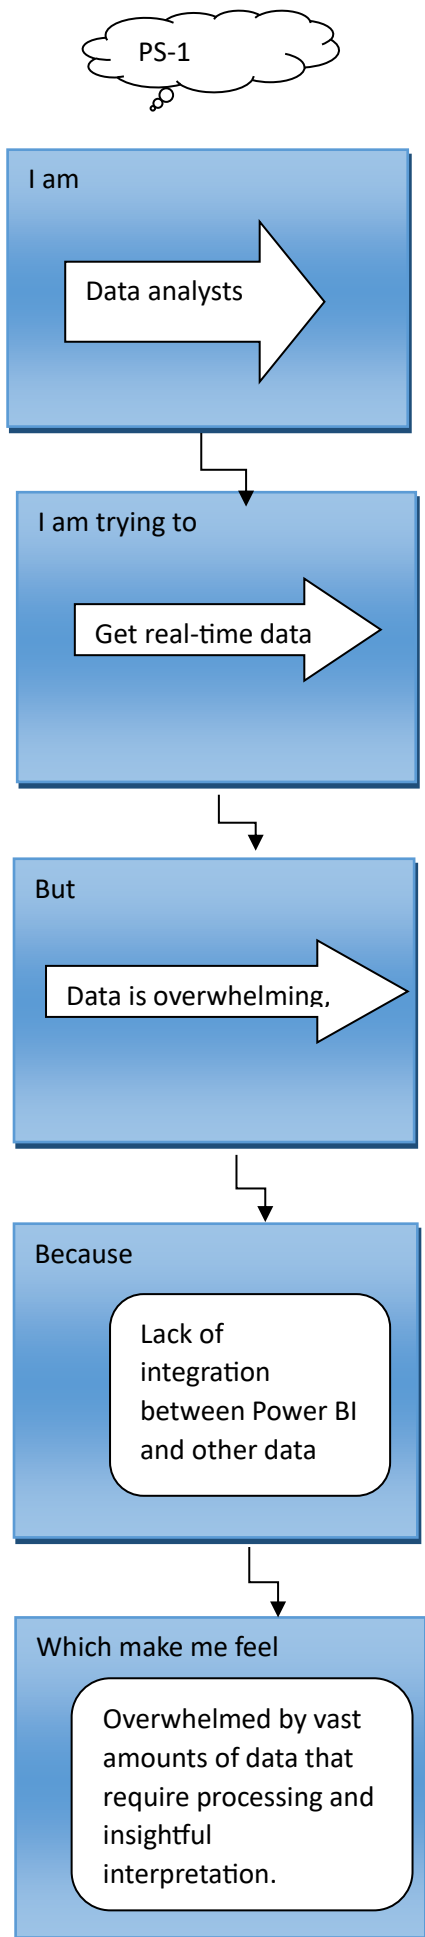 PS-1
I am
Data analysts
I am trying to
Get real-time data
But
Data is overwhelming,
Because
Lack of
integration
between Power BI
and other data
Which make me feel
Overwhelmed by vast
amounts of data that
require processing and
insightful
interpretation.